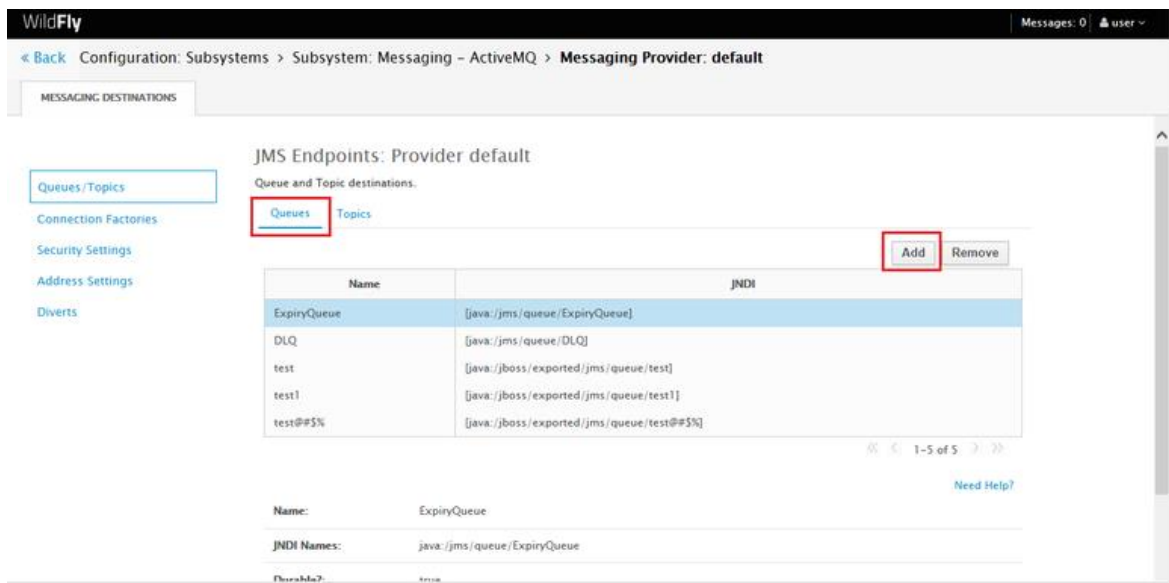 WildFly Messages: 0 user
« Back Configuration: Subsystems > Subsystem: Messaging – ActiveMQ > Messaging Provider: default
MESSAGING DESTINATIONS
JMS Endpoints: Provider default
Queues/Topics Queue and Topic destinations.
Connection Factories Queues Topics
Security Settings Add Remove
Address Settings Name JNDI
Diverts ExpiryQueue [java:/jms/queue/ExpiryQueue]
DLQ [java:/jms/queue/DLQ]
test [java:/jboss/exported/jms/queue/test]
test1 [java:/jboss/exported/jms/queue/test1]
test@#$% [java:/jboss/exported/jms/queue/test@#$%]
« < 1-5 of 5 > »
Need Help?
Name: ExpiryQueue
JNDI Names: java:/jms/queue/ExpiryQueue
Durable?: true